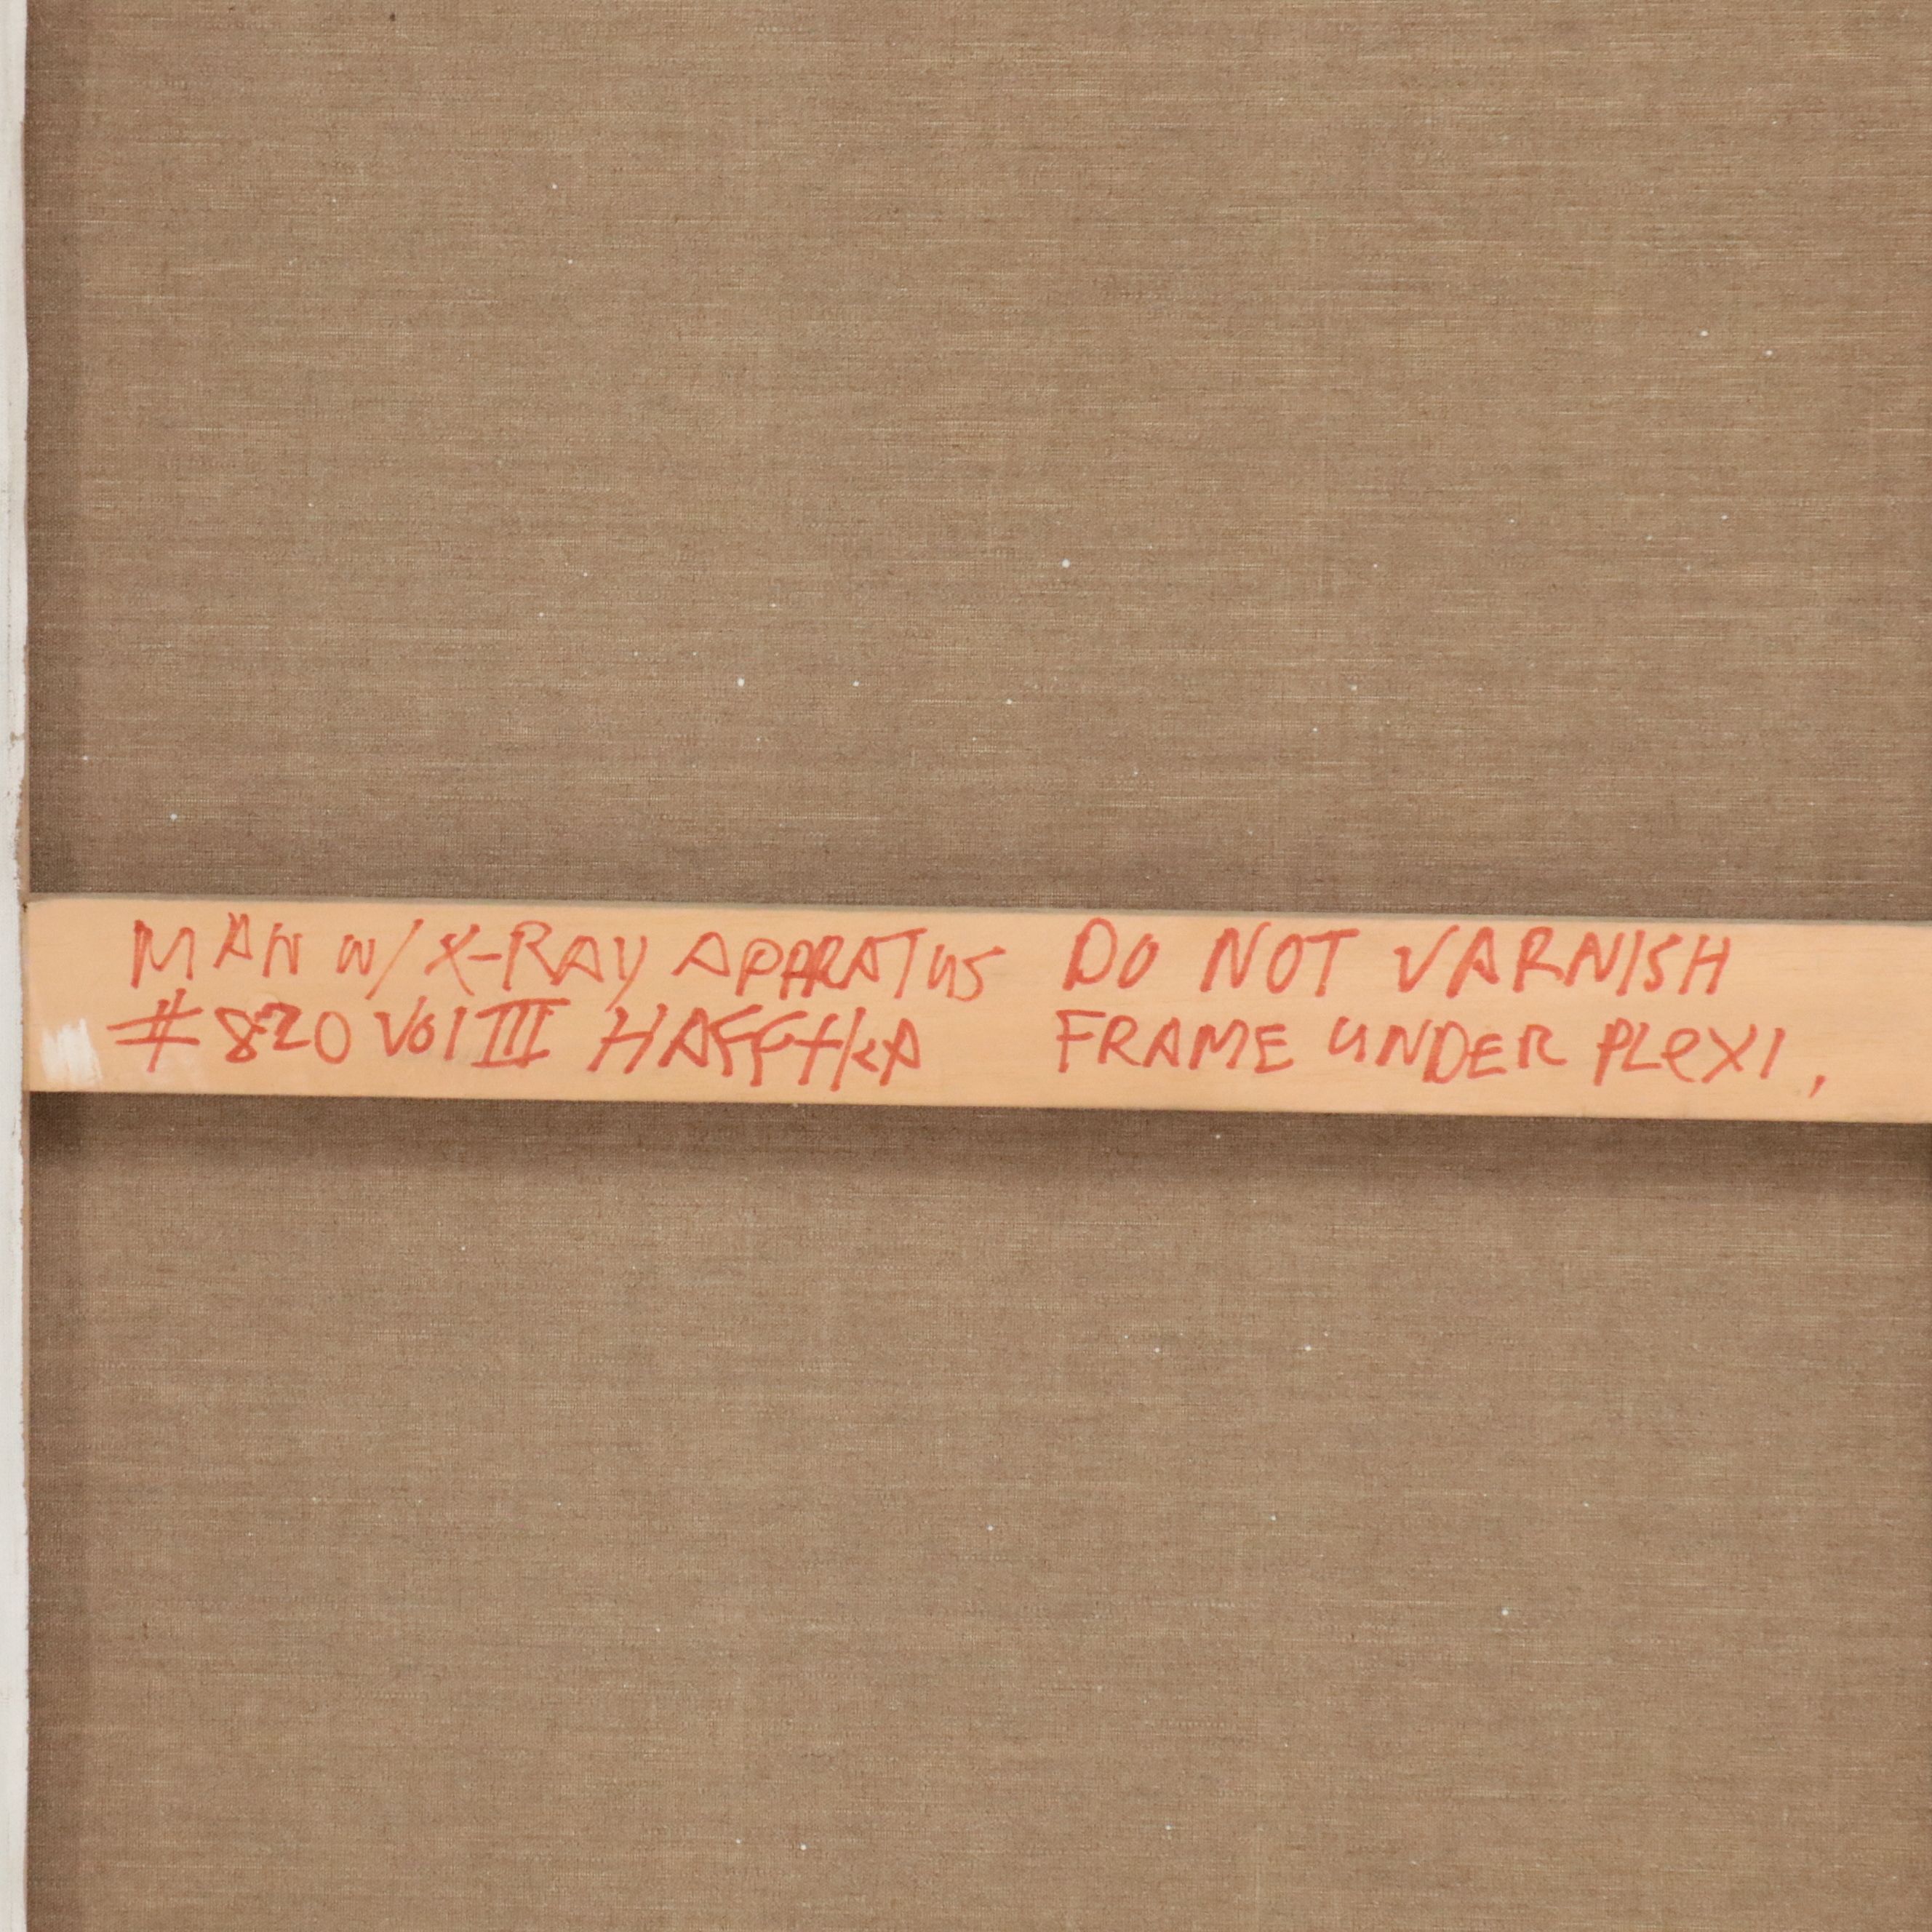 MAN W/ X-RAY APPARATUS DO NOT VARNISH
#820 Vol III HAFftkA FRAME UNDER PLeXI,